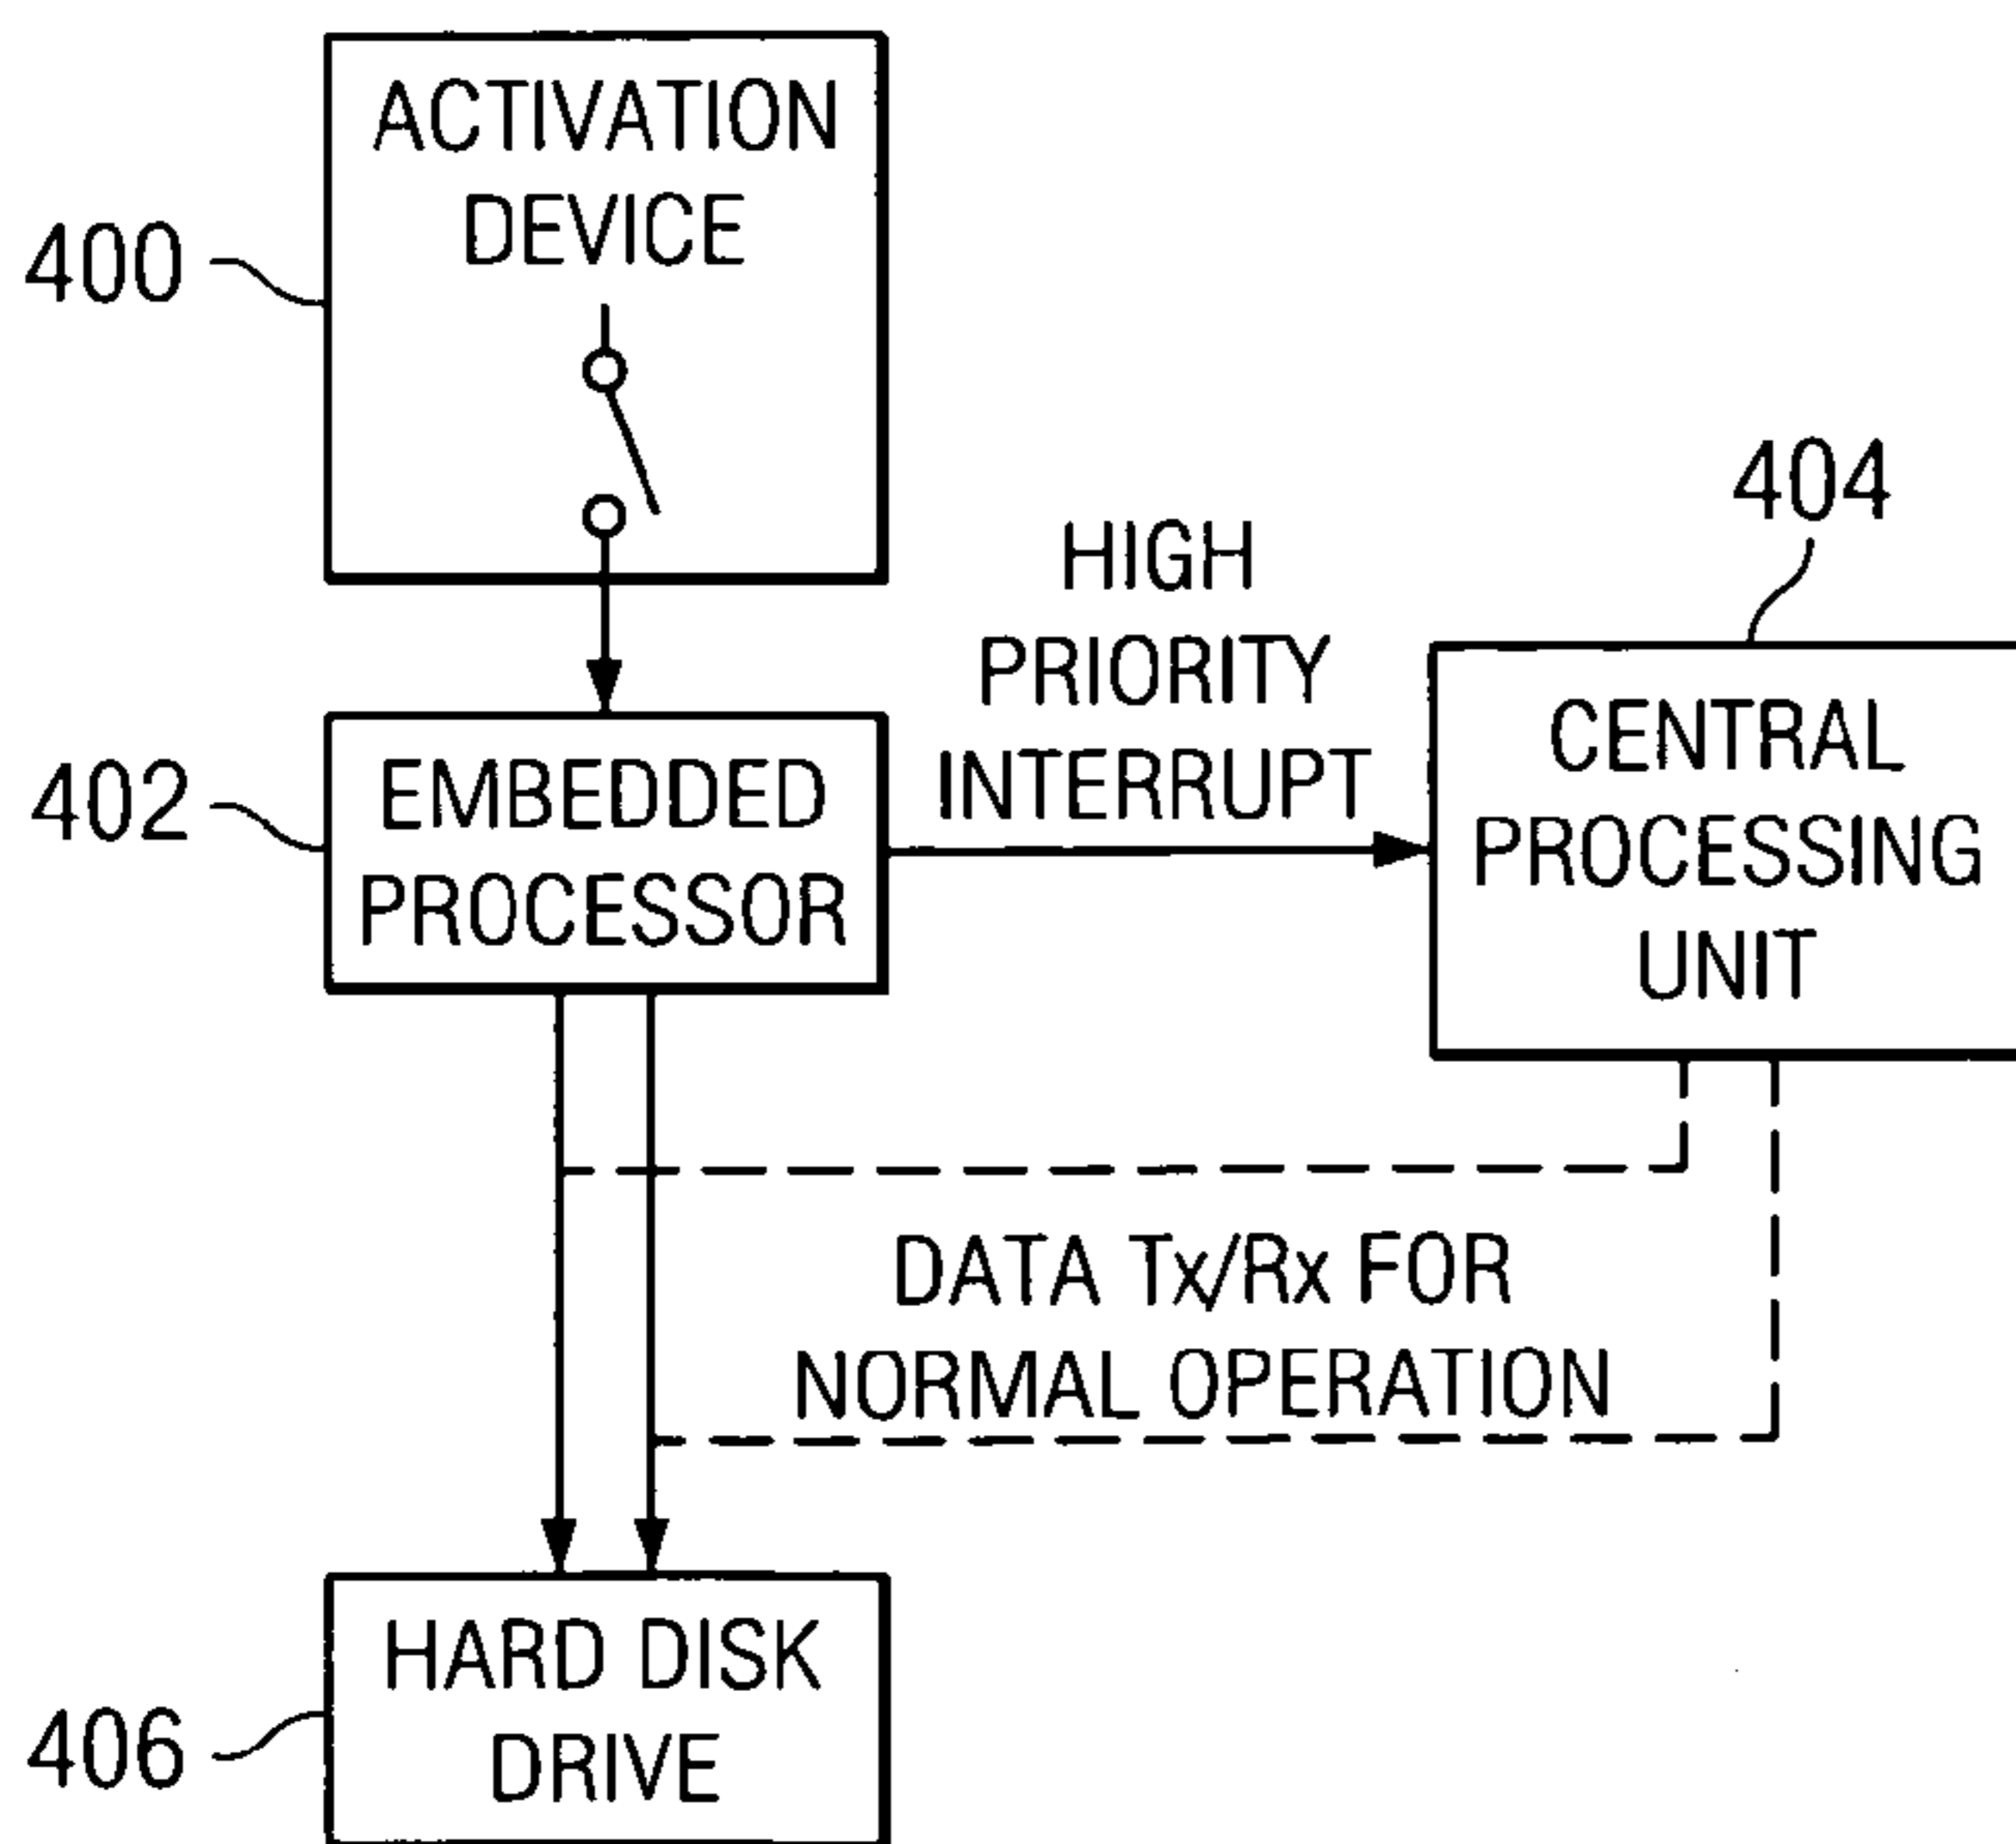 ACTIVATION
DEVICE
400
HIGH
PRIORITY
INTERRUPT
404
CENTRAL
PROCESSING
UNIT
402
EMBEDDED
PROCESSOR
DATA Tx/Rx FOR
NORMAL OPERATION
HARD DISK
DRIVE
406